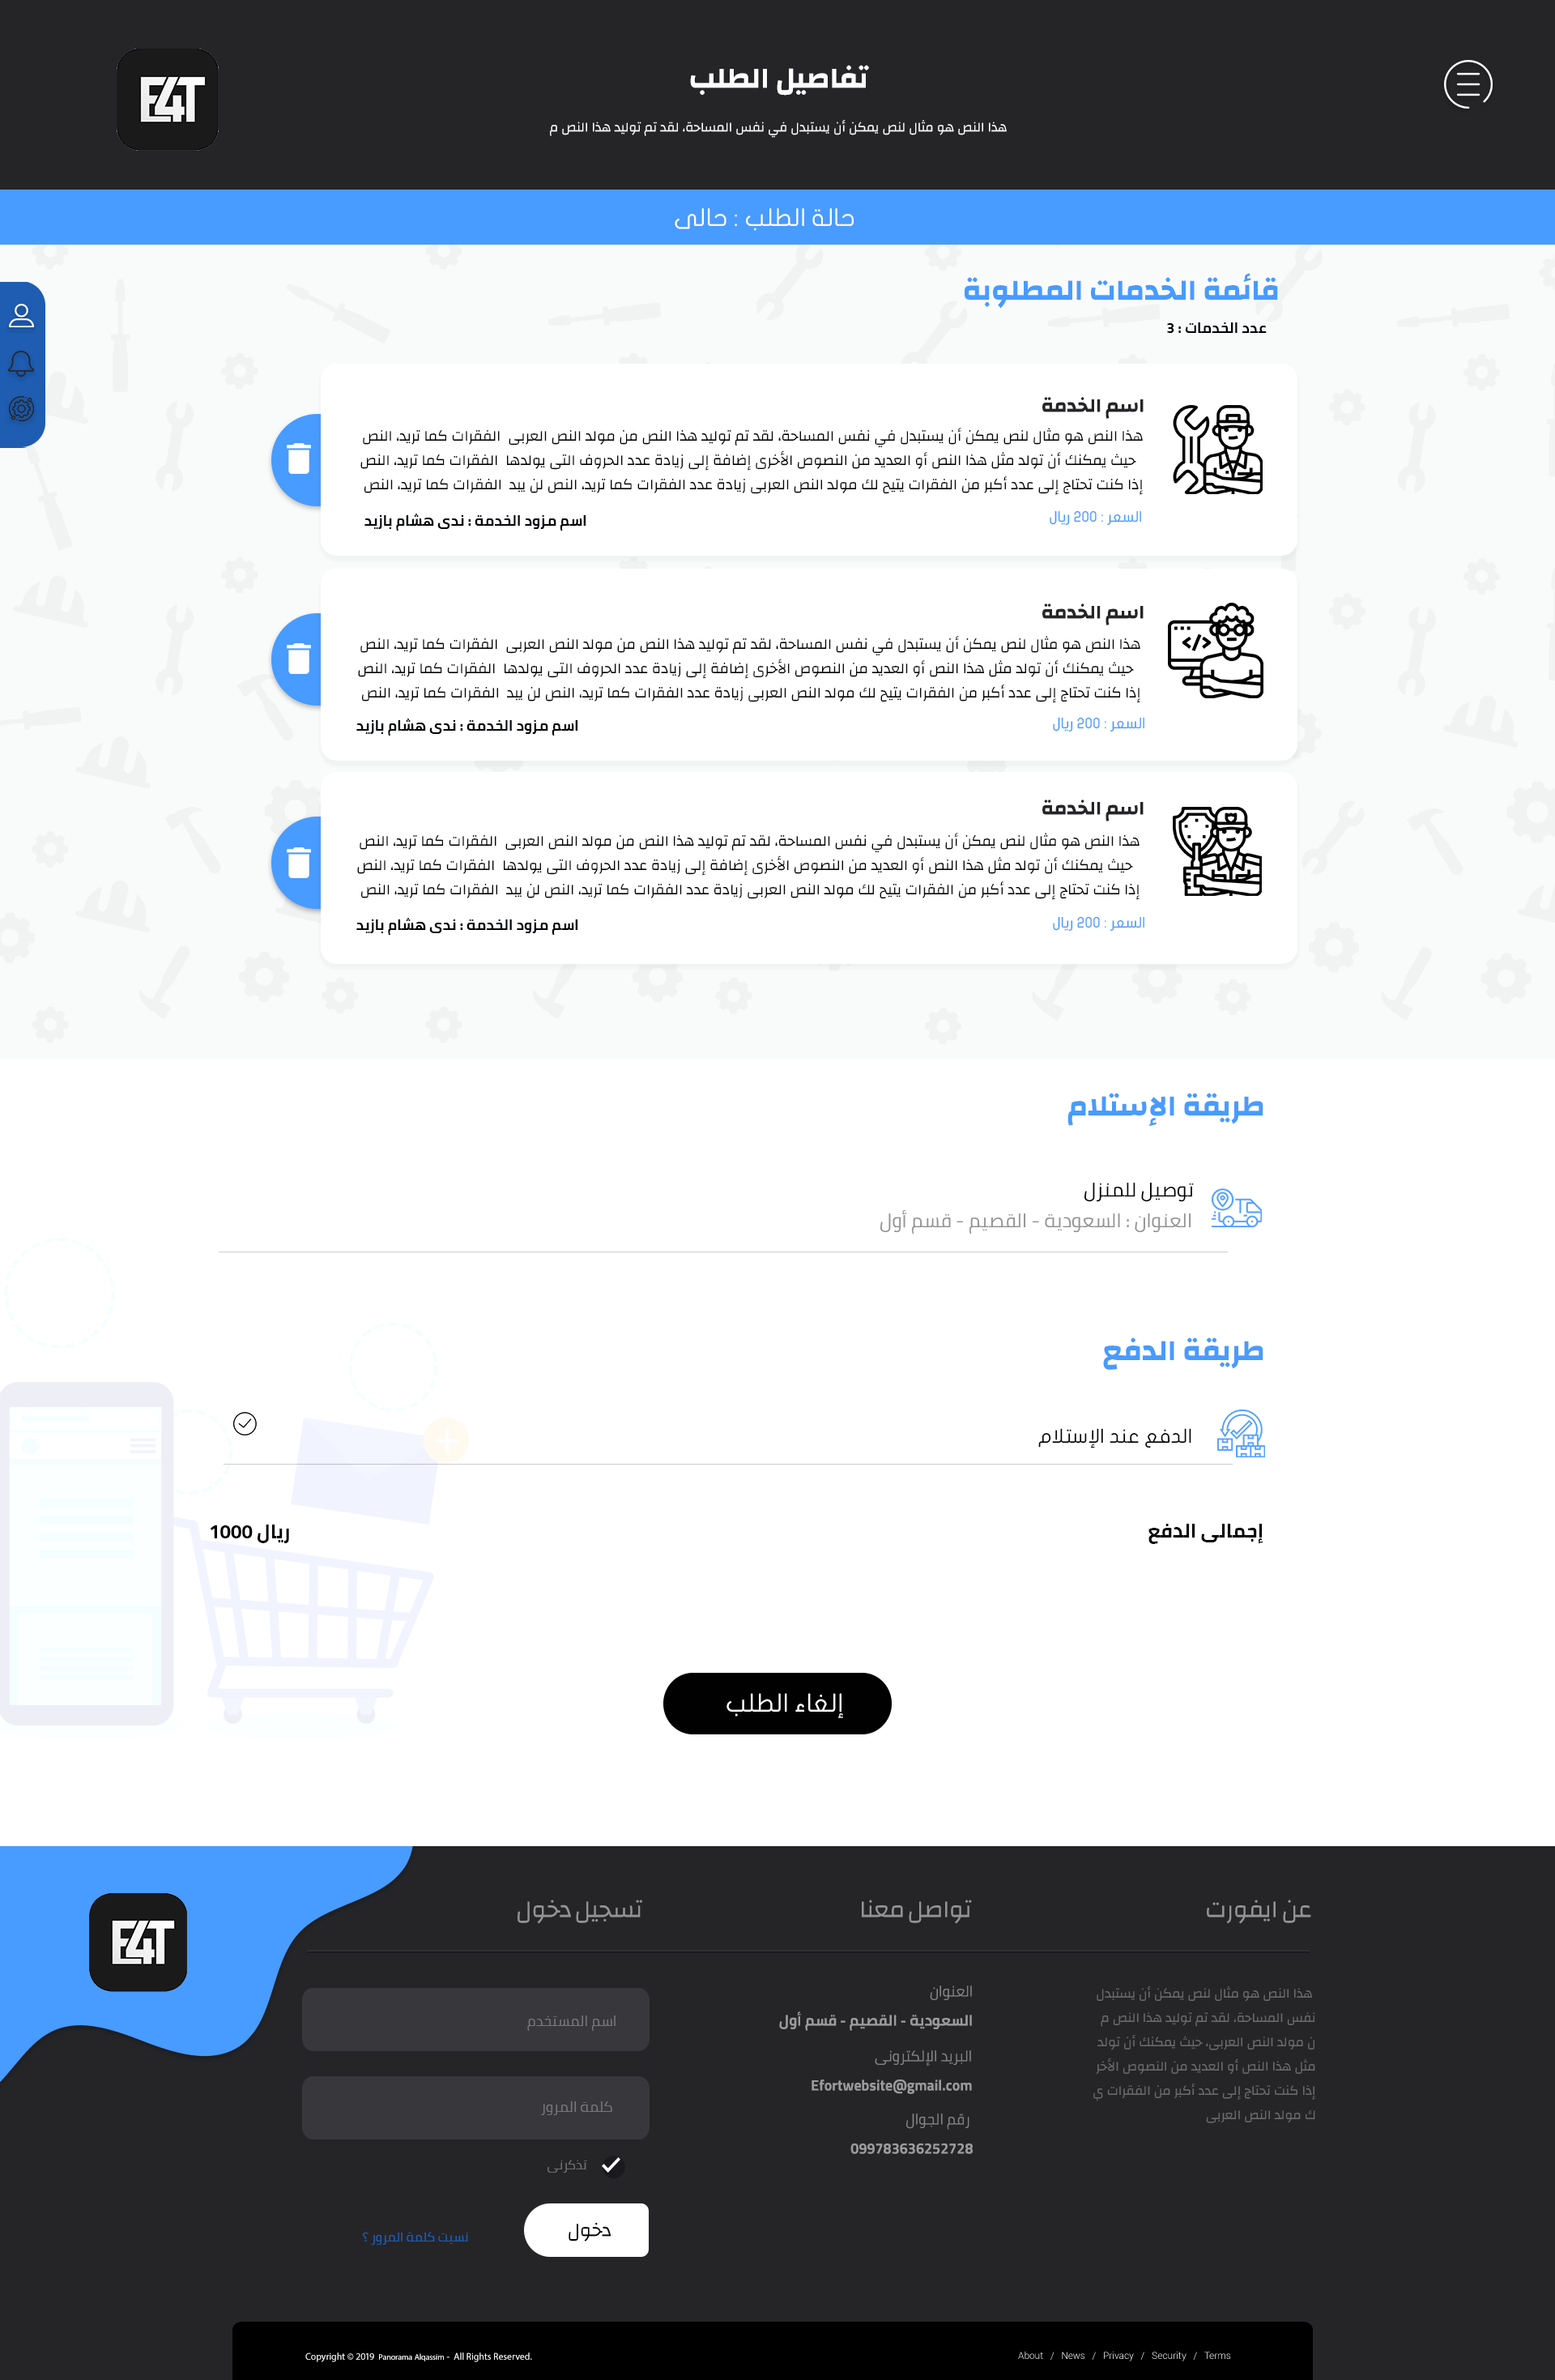 E4T
تفاصيل الطلب
هذا النص هو مثال لنص يمكن أن يستبدل في نفس المساحة، لقد تم توليد هذا النص م
حالة الطلب : حالى
قائمة الخدمات المطلوبة
عدد الخدمات : 3
اسم الخدمة
هذا النص هو مثال لنص يمكن أن يستبدل في نفس المساحة، لقد تم توليد هذا النص من مولد النص العربى الفقرات كما تريد، النص
حيث يمكنك أن تولد مثل هذا النص أو العديد من النصوص الأخرى إضافة إلى زيادة عدد الحروف التى يولدها الفقرات كما تريد، النص
إذا كنت تحتاج إلى عدد أكبر من الفقرات يتيح لك مولد النص العربى زيادة عدد الفقرات كما تريد، النص لن يبد الفقرات كما تريد، النص
السعر : 200 ريال
اسم مزود الخدمة : ندى هشام بازيد
اسم الخدمة
هذا النص هو مثال لنص يمكن أن يستبدل في نفس المساحة، لقد تم توليد هذا النص من مولد النص العربى الفقرات كما تريد، النص
حيث يمكنك أن تولد مثل هذا النص أو العديد من النصوص الأخرى إضافة إلى زيادة عدد الحروف التى يولدها الفقرات كما تريد، النص
إذا كنت تحتاج إلى عدد أكبر من الفقرات يتيح لك مولد النص العربى زيادة عدد الفقرات كما تريد، النص لن يبد الفقرات كما تريد، النص
السعر : 200 ريال
اسم مزود الخدمة : ندى هشام بازيد
اسم الخدمة
هذا النص هو مثال لنص يمكن أن يستبدل في نفس المساحة، لقد تم توليد هذا النص من مولد النص العربى الفقرات كما تريد، النص
حيث يمكنك أن تولد مثل هذا النص أو العديد من النصوص الأخرى إضافة إلى زيادة عدد الحروف التى يولدها الفقرات كما تريد، النص
إذا كنت تحتاج إلى عدد أكبر من الفقرات يتيح لك مولد النص العربى زيادة عدد الفقرات كما تريد، النص لن يبد الفقرات كما تريد، النص
السعر : 200 ريال
اسم مزود الخدمة : ندى هشام بازيد
طريقة الإستلام
توصيل للمنزل
العنوان : السعودية - القصيم - قسم أول
طريقة الدفع
الدفع عند الإستلام
إجمالى الدفع
ريال 1000
إلغاء الطلب
عن ايفورت
هذا النص هو مثال لنص يمكن أن يستبدل
نفس المساحة، لقد تم توليد هذا النص م
ن مولد النص العربى، حيث يمكنك أن تولد
مثل هذا النص أو العديد من النصوص الأخر
إذا كنت تحتاج إلى عدد أكبر من الفقرات ي
ك مولد النص العربى
تواصل معنا
العنوان
السعودية - القصيم - قسم أول
البريد الإلكترونى
Efortwebsite@gmail.com
رقم الجوال
099783636252728
تسجيل دخول
اسم المستخدم
كلمة المرور
تذكرنى
دخول
نسيت كلمة المرور ؟
E4T
Copyright © 2019 Panorama Alqassim - All Rights Reserved.
About / News / Privacy / Security / Terms